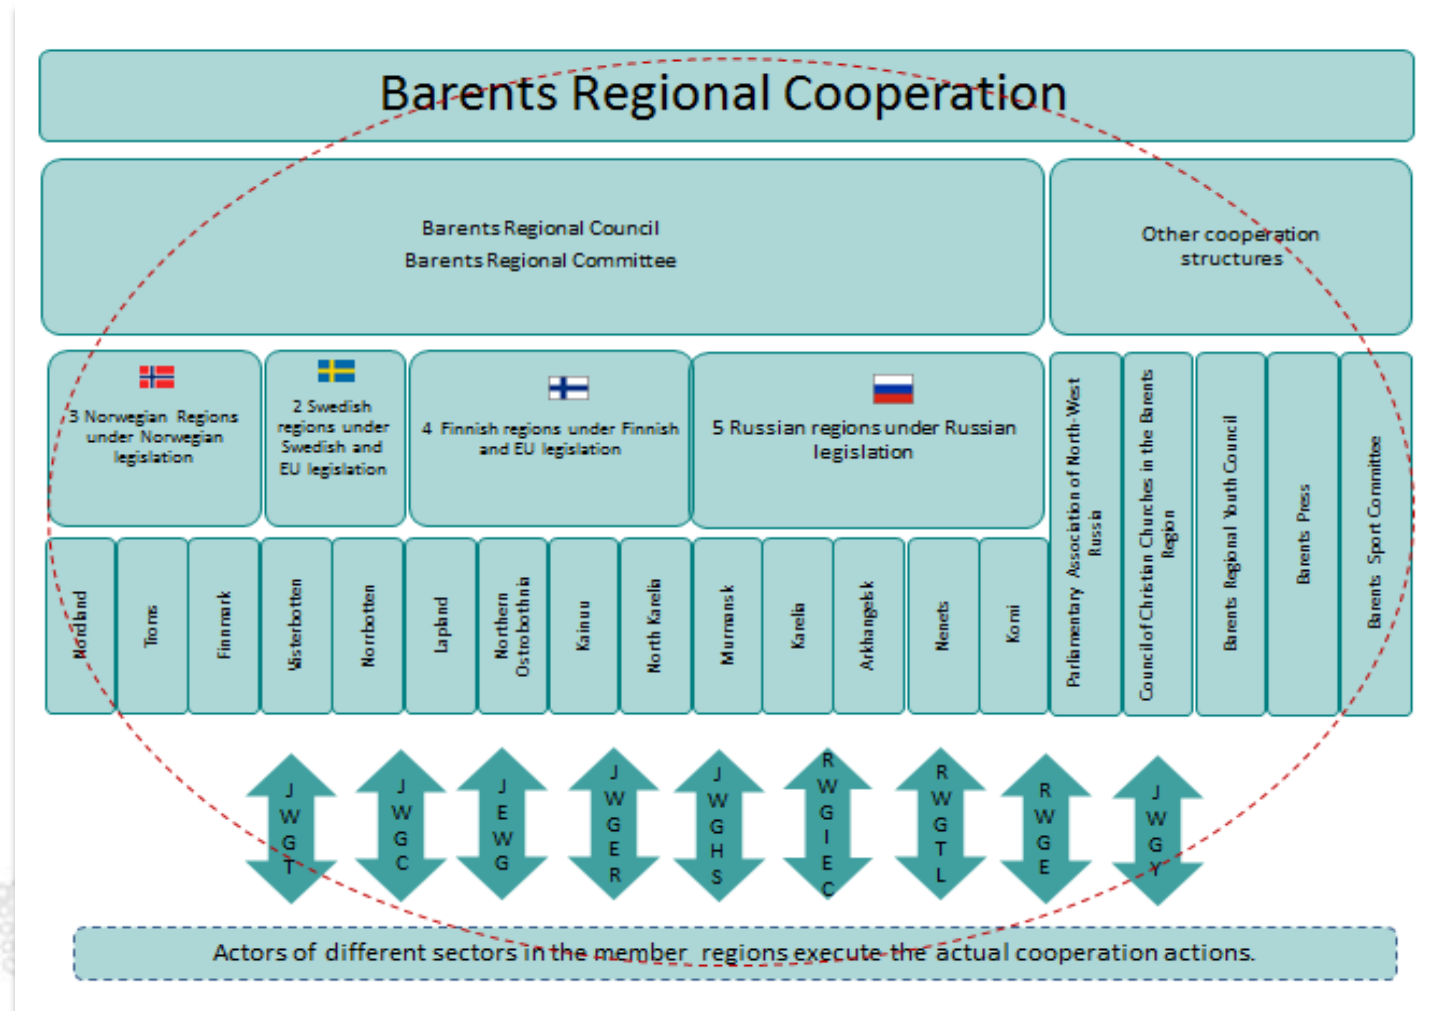 Barents Regional Cooperation
Barents Regional Council
Barents Regional Committee
Other cooperation
structures
3 Norwegian Regions
under Norwegian
legislation
2 Swedish
regions under
Swedish and
EU legislation
4 Finnish regions under Finnish
and EU legislation
5 Russian regions under Russian
legislation
Nordland
Troms
Finnmark
Västerbotten
Norrbotten
Lapland
Northern
Ostnobothnia
Kainuu
North Karelia
Murmansk
Karelia
Arkhangelsk
Nenets
Komi
Parliamentary Association of North-West
Russia
Council of Christian Churches in the Barents
Region
Barents Regional Youth Council
Barents Press
Barents Sport Committee
JWGT
JWGC
JEWG
JWGER
JWGHS
RWGIEC
RWGTL
RWGE
JWGY
Actors of different sectors in the member regions execute the actual cooperation actions.